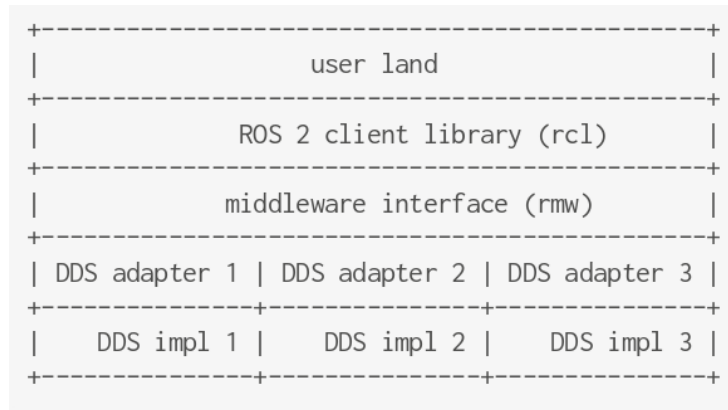 +-----------------------------------------------+
|                   user land                   |
+-----------------------------------------------+
|              ROS 2 client library (rcl)       |
+-----------------------------------------------+
|             middleware interface (rmw)        |
+-----------------------------------------------+
| DDS adapter 1 | DDS adapter 2 | DDS adapter 3 |
+---------------+---------------+---------------+
|    DDS impl 1 |    DDS impl 2 |    DDS impl 3 |
+---------------+---------------+---------------+